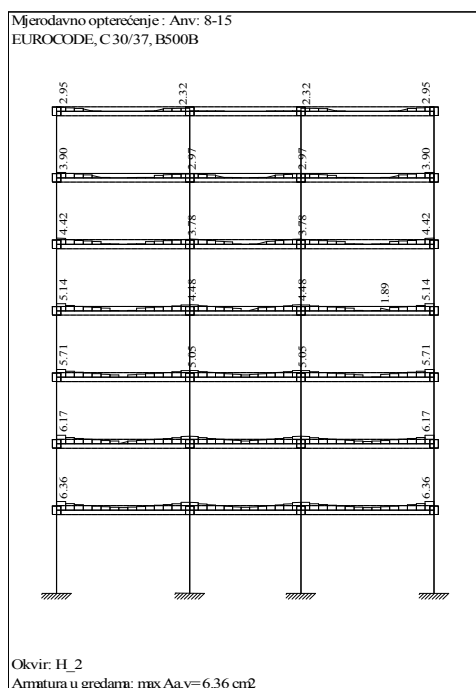 Mjerodavno opterećenje : Anv: 8-15
EUROCODE, C 30/37, B500B
2.95 2.32 2.32 2.95
3.90 2.97 2.97 3.90
4.42 3.78 3.78 4.42
5.14 4.48 4.48 1.89 5.14
5.71 5.05 5.05 5.71
6.17 6.17
6.36 6.36
Okvir: H_2
Armatura u gredama: max Aa,v= 6.36 cm2